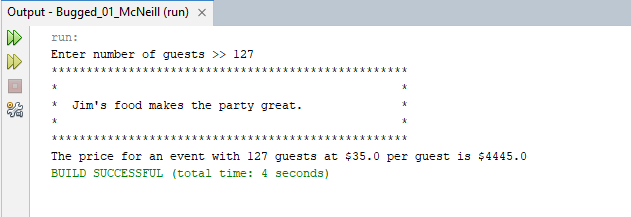 Output - Bugged_01_McNeill (run) ×
run:
Enter number of guests >> 127
***************************************************
*                                                 *
*  Jim's food makes the party great.              *
*                                                 *
***************************************************
The price for an event with 127 guests at $35.0 per guest is $4445.0
BUILD SUCCESSFUL (total time: 4 seconds)